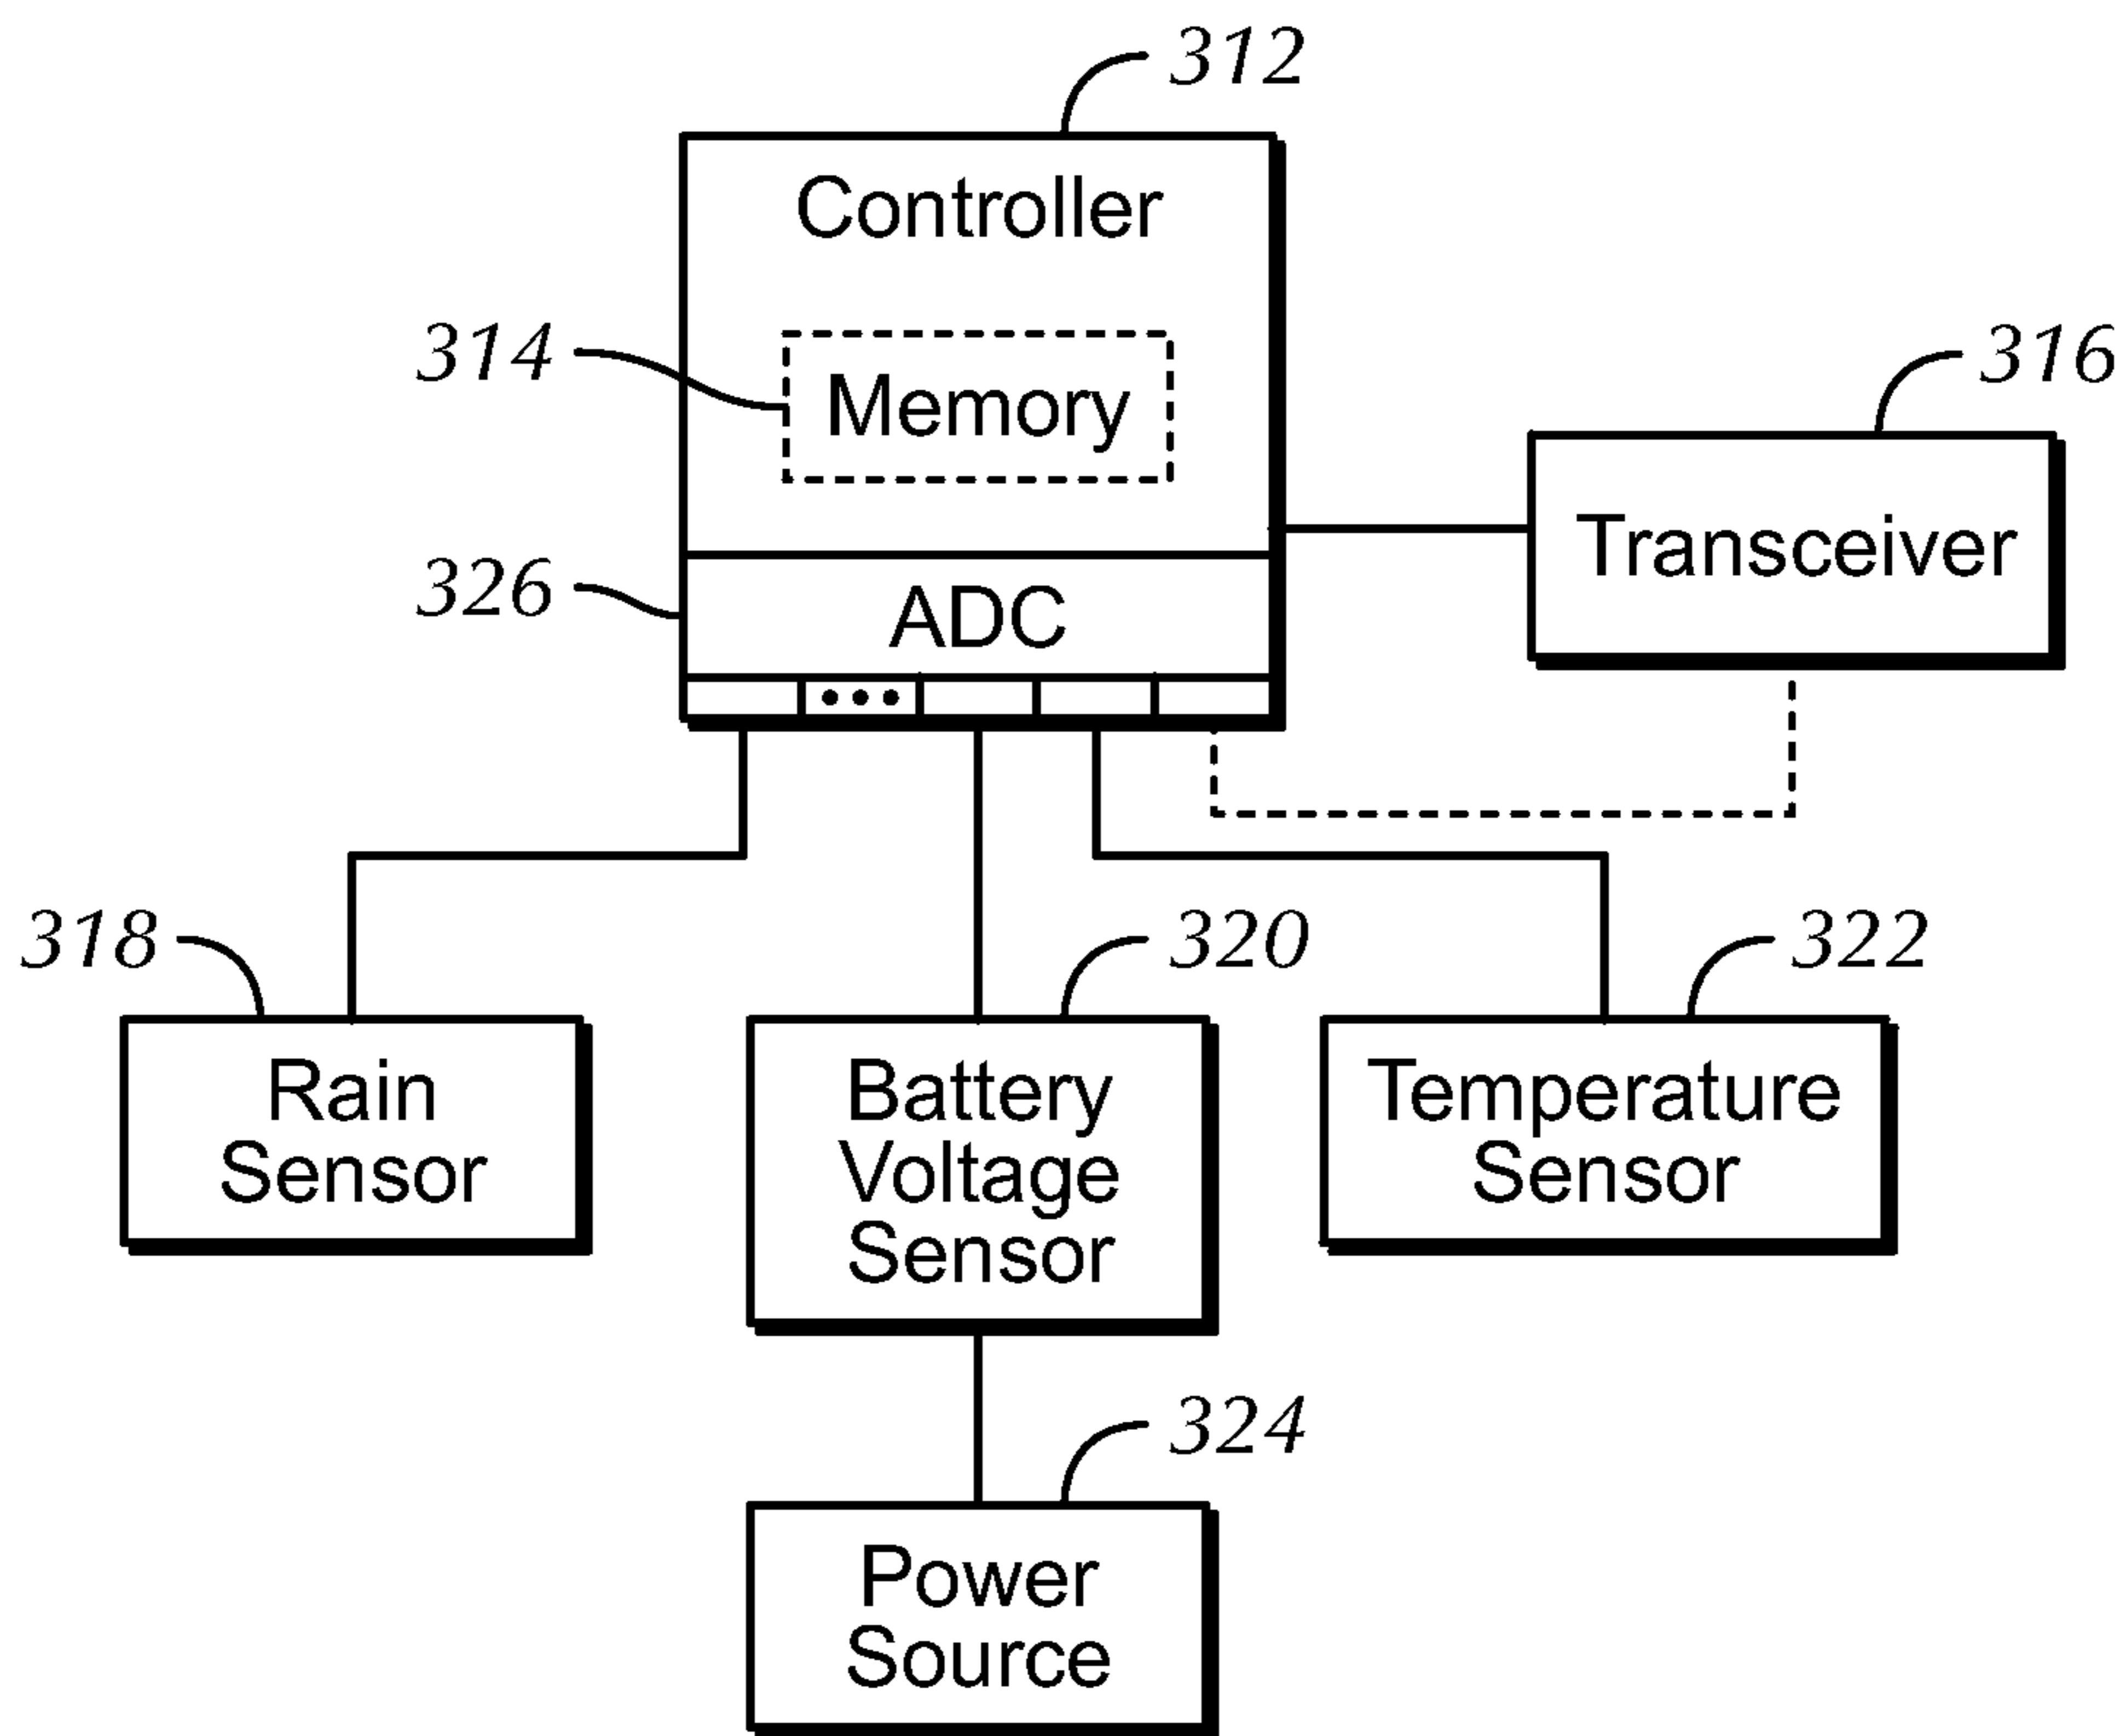 312
Controller
314
Memory
316
Transceiver
326
ADC
318
320
322
Rain
Sensor
Battery
Voltage
Sensor
Temperature
Sensor
324
Power
Source